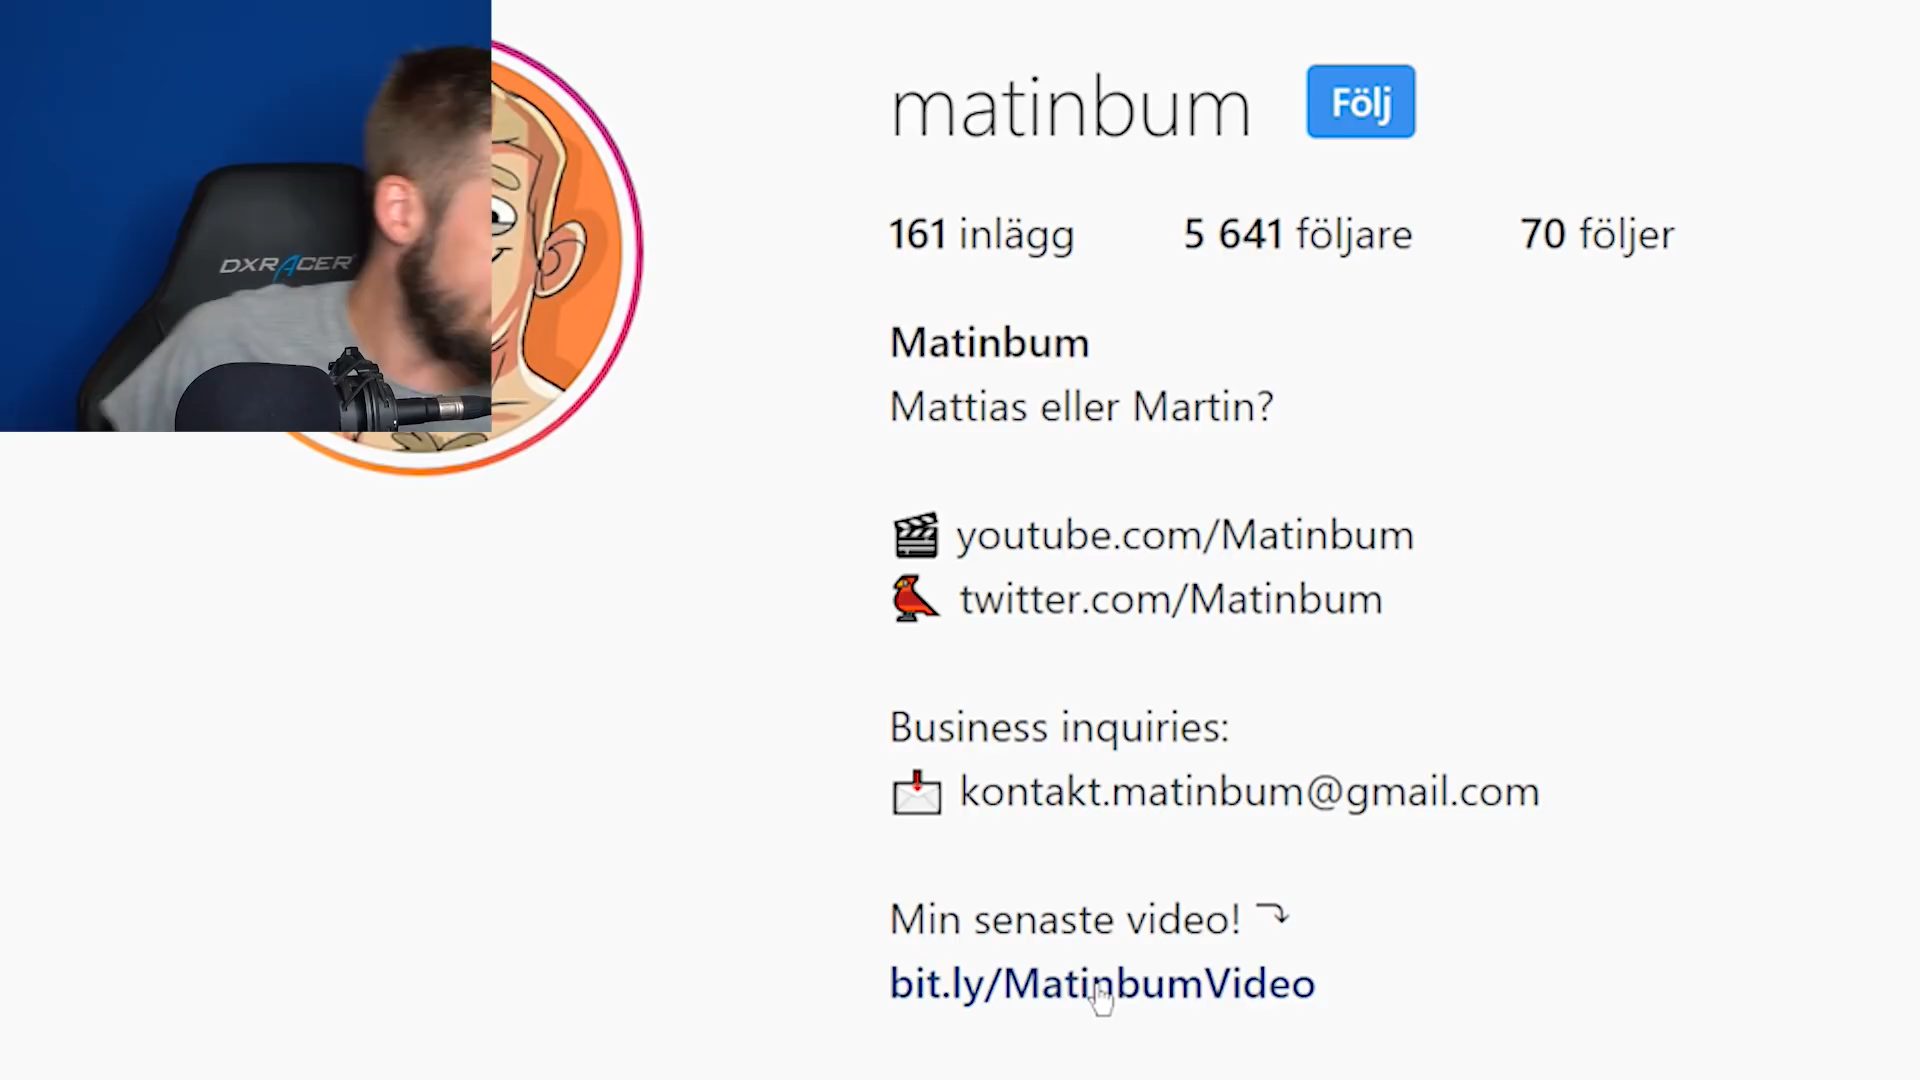 DXRACER
matinbum Följ
161 inlägg 5 641 följare 70 följer
Matinbum
Mattias eller Martin?
youtube.com/Matinbum
twitter.com/Matinbum
Business inquiries:
kontakt.matinbum@gmail.com
Min senaste video! ⤵
bit.ly/MatinbumVideo